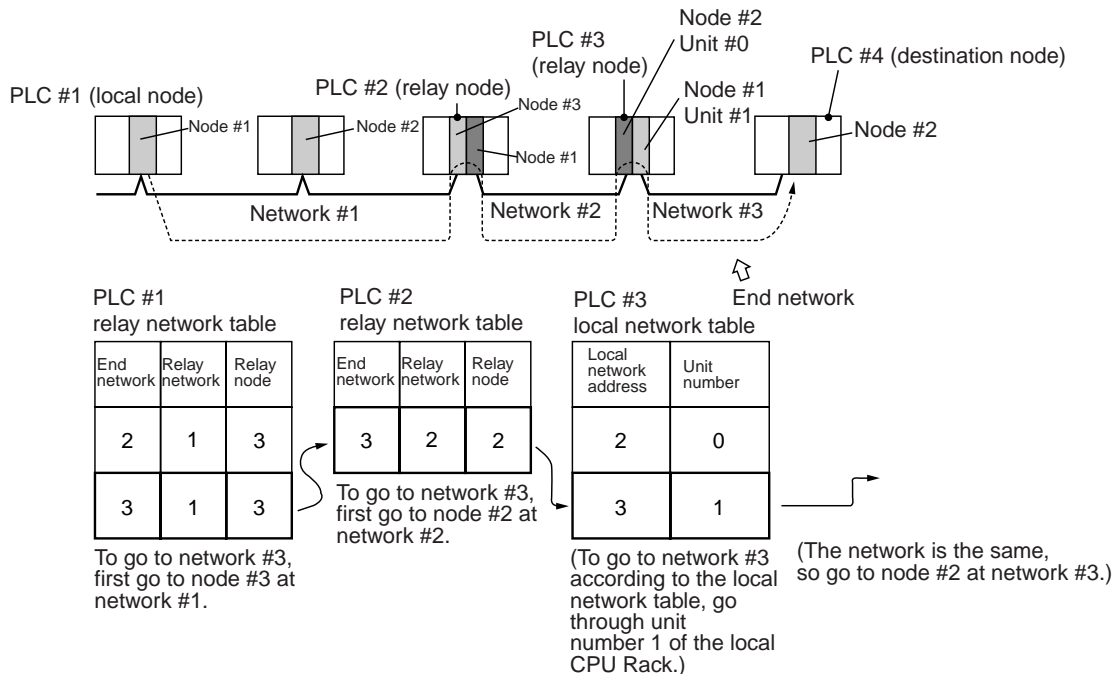 PLC #1 (local node)
Node #1
Node #2
PLC #2 (relay node)
Node #3
Node #1
PLC #3
(relay node)
Node #2
Unit #0
Node #1
Unit #1
PLC #4 (destination node)
Node #2
Network #1
Network #2
Network #3
End network
PLC #1
relay network table
End
network
Relay
network
Relay
node
2
1
3
3
1
3
To go to network #3,
first go to node #3 at
network #1.
PLC #2
relay network table
End
network
Relay
network
Relay
node
3
2
2
To go to network #3,
first go to node #2 at
network #2.
PLC #3
local network table
Local
network
address
Unit
number
2
0
3
1
(To go to network #3
according to the local
network table, go
through unit
number 1 of the local
CPU Rack.)
(The network is the same,
so go to node #2 at network #3.)